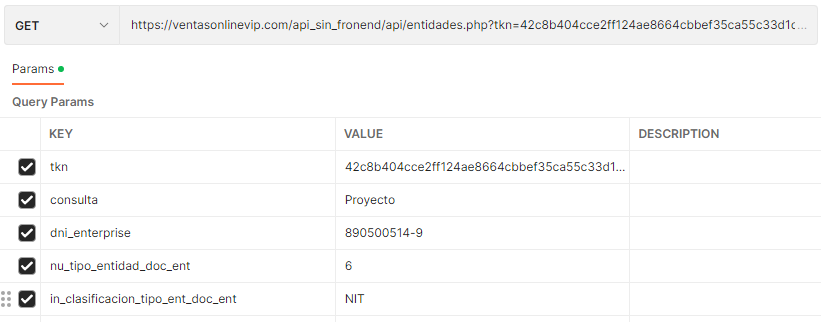 GET https://ventasonlinevip.com/api_sin_fronend/api/entidades.php?tkn=42c8b404cce2ff124ae8664cbbef35ca55c33d1c...
Params
Query Params
KEY VALUE DESCRIPTION
tkn 42c8b404cce2ff124ae8664cbbef35ca55c33d1...
consulta Proyecto
dni_enterprise 890500514-9
nu_tipo_entidad_doc_ent 6
in_clasificacion_tipo_ent_doc_ent NIT